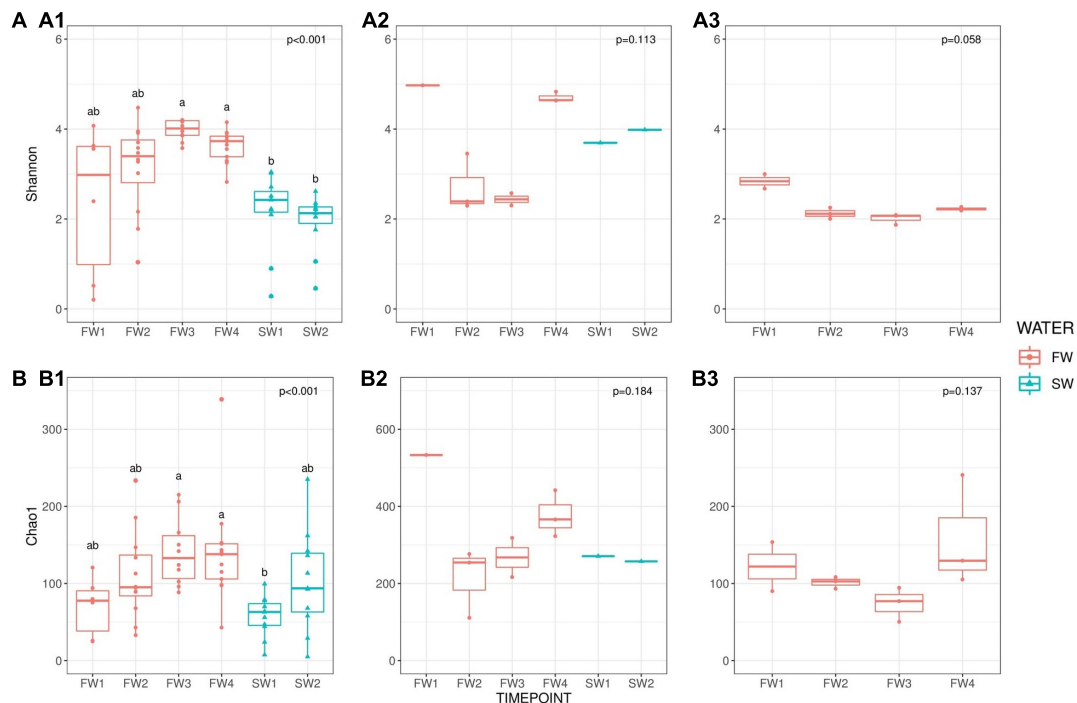 A A1 A2 A3
p<0.001 p=0.113 p=0.058
Shannon
6 4 2 0
ab ab a a b b
FW1 FW2 FW3 FW4 SW1 SW2
6 4 2 0
FW1 FW2 FW3 FW4 SW1 SW2
6 4 2 0
FW1 FW2 FW3 FW4
WATER
FW
SW
B B1 B2 B3
p<0.001 p=0.184 p=0.137
Chao1
300 200 100 0
ab ab a a b ab
FW1 FW2 FW3 FW4 SW1 SW2
600 400 200 0
FW1 FW2 FW3 FW4 SW1 SW2
300 200 100 0
FW1 FW2 FW3 FW4
TIMEPOINT